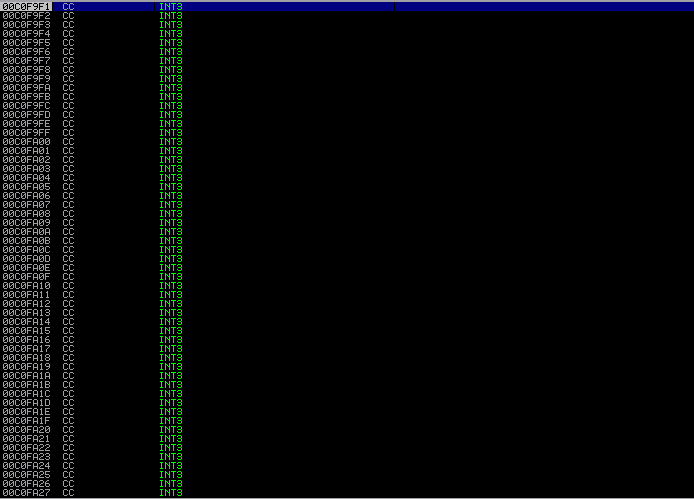 00C0F9F1 CC INT3
00C0F9F2 CC INT3
00C0F9F3 CC INT3
00C0F9F4 CC INT3
00C0F9F5 CC INT3
00C0F9F6 CC INT3
00C0F9F7 CC INT3
00C0F9F8 CC INT3
00C0F9F9 CC INT3
00C0F9FA CC INT3
00C0F9FB CC INT3
00C0F9FC CC INT3
00C0F9FD CC INT3
00C0F9FE CC INT3
00C0F9FF CC INT3
00C0FA00 CC INT3
00C0FA01 CC INT3
00C0FA02 CC INT3
00C0FA03 CC INT3
00C0FA04 CC INT3
00C0FA05 CC INT3
00C0FA06 CC INT3
00C0FA07 CC INT3
00C0FA08 CC INT3
00C0FA09 CC INT3
00C0FA0A CC INT3
00C0FA0B CC INT3
00C0FA0C CC INT3
00C0FA0D CC INT3
00C0FA0E CC INT3
00C0FA0F CC INT3
00C0FA10 CC INT3
00C0FA11 CC INT3
00C0FA12 CC INT3
00C0FA13 CC INT3
00C0FA14 CC INT3
00C0FA15 CC INT3
00C0FA16 CC INT3
00C0FA17 CC INT3
00C0FA18 CC INT3
00C0FA19 CC INT3
00C0FA1A CC INT3
00C0FA1B CC INT3
00C0FA1C CC INT3
00C0FA1D CC INT3
00C0FA1E CC INT3
00C0FA1F CC INT3
00C0FA20 CC INT3
00C0FA21 CC INT3
00C0FA22 CC INT3
00C0FA23 CC INT3
00C0FA24 CC INT3
00C0FA25 CC INT3
00C0FA26 CC INT3
00C0FA27 CC INT3